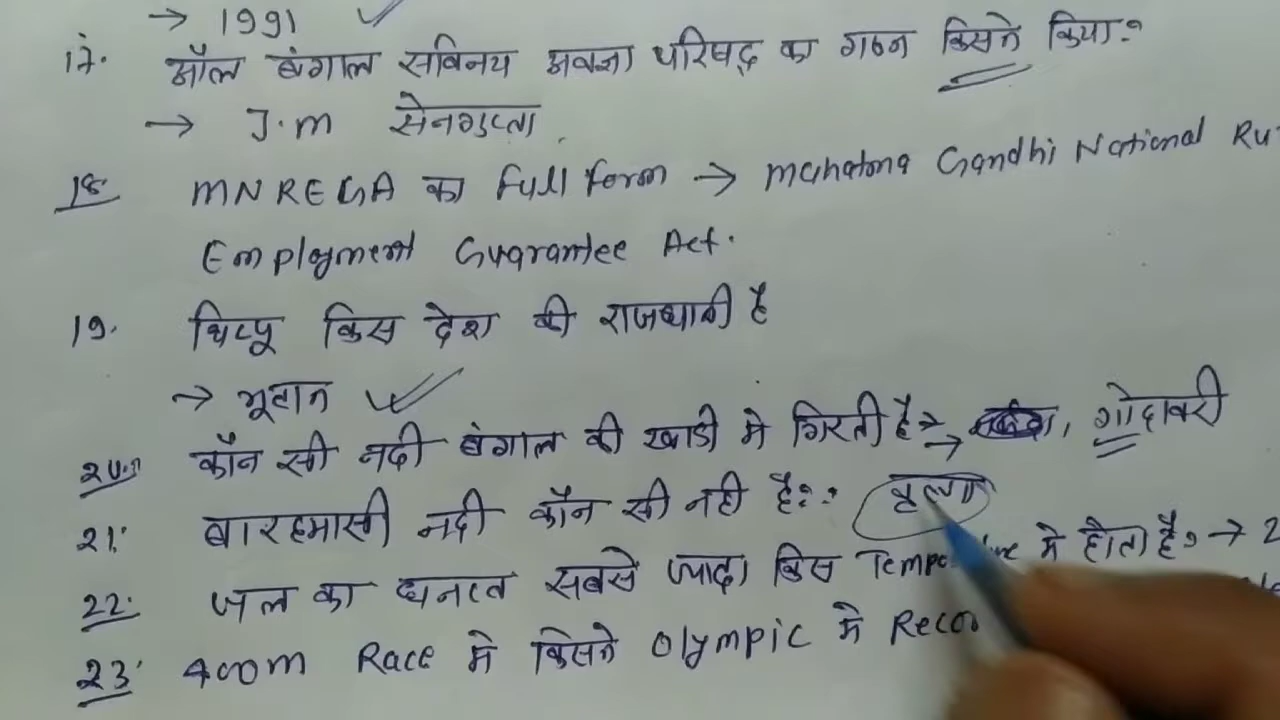 → 1991
17. ऑल बंगाल सविनय अवज्ञा परिषद् का गठन किसने किया?
→ J.M सेनगुप्ता
18. MNREGA का Full form → Mahatma Gandhi National Ru
Employment Guarantee Act.
19. थिम्पू किस देश की राजधानी है
→ भूटान
20. कौन सी नदी बंगाल की खाडी मे गिरती है? → गोदावरी
21. बारहमासी नदी कौन सी नही है? कृष्णा
22. जल का घनत्व सबसे ज्यादा किस Tempe मे होता है? → 2
23. 400m Race मे किसने Olympic मे Recor